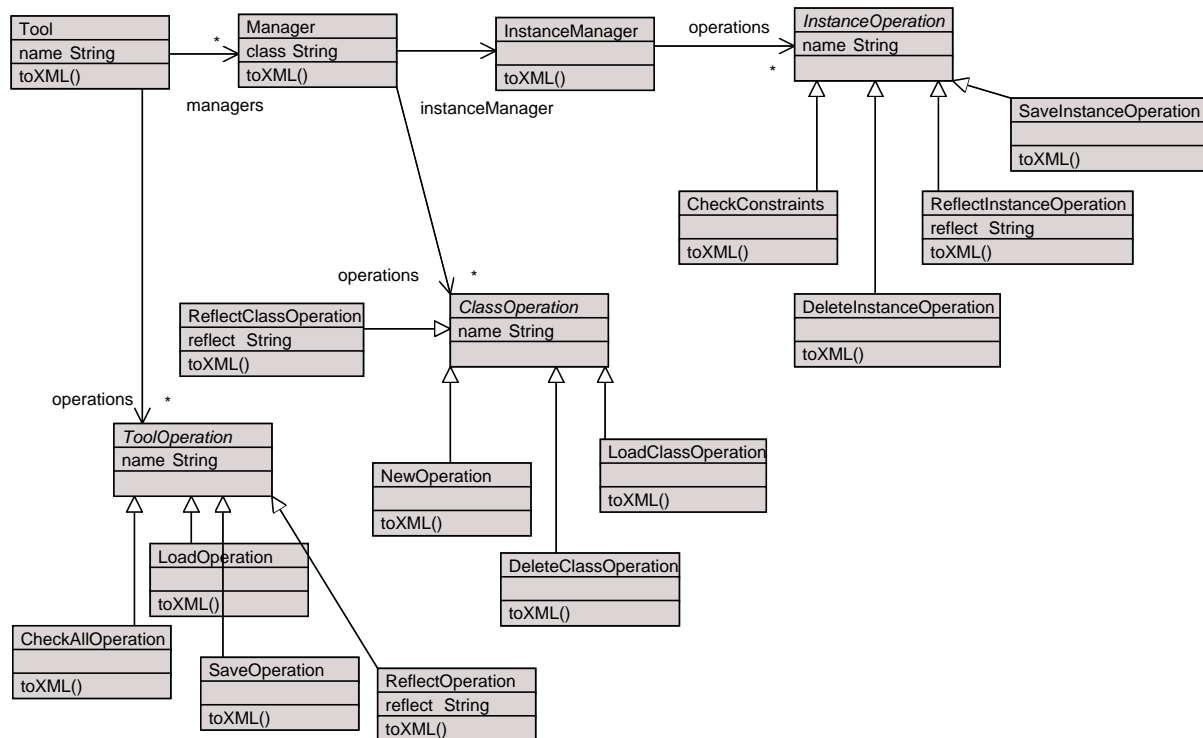 Tool
name String
toXML()
*
managers
Manager
class String
toXML()
instanceManager
InstanceManager
toXML()
operations
*
InstanceOperation
name String
SaveInstanceOperation
toXML()
CheckConstraints
toXML()
ReflectInstanceOperation
reflect String
toXML()
DeleteInstanceOperation
toXML()
operations
*
ClassOperation
name String
ReflectClassOperation
reflect String
toXML()
operations
*
ToolOperation
name String
NewOperation
toXML()
LoadClassOperation
toXML()
DeleteClassOperation
toXML()
LoadOperation
toXML()
CheckAllOperation
toXML()
SaveOperation
toXML()
ReflectOperation
reflect String
toXML()